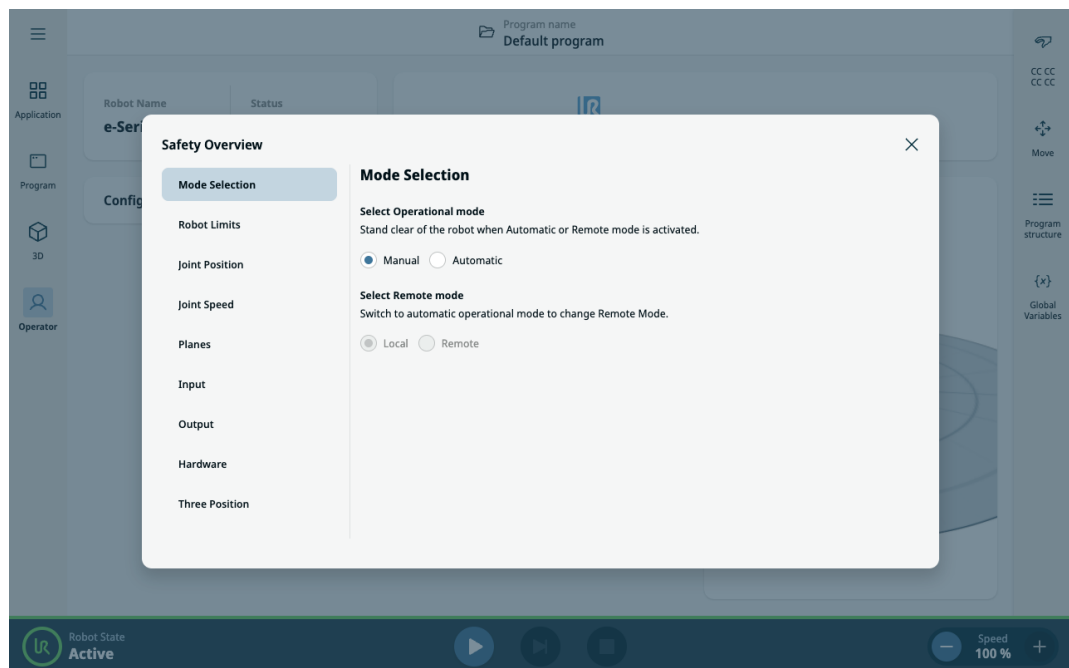 Program name
Default program
Application
Program
3D
Operator
Robot Name
Status
e-Seri
Config
Safety Overview
Mode Selection
Robot Limits
Joint Position
Joint Speed
Planes
Input
Output
Hardware
Three Position
Mode Selection
Select Operational mode
Stand clear of the robot when Automatic or Remote mode is activated.
Manual
Automatic
Select Remote mode
Switch to automatic operational mode to change Remote Mode.
Local
Remote
CC CC
CC CC
Move
Program
structure
{x}
Global
Variables
Robot State
Active
Speed
100 %